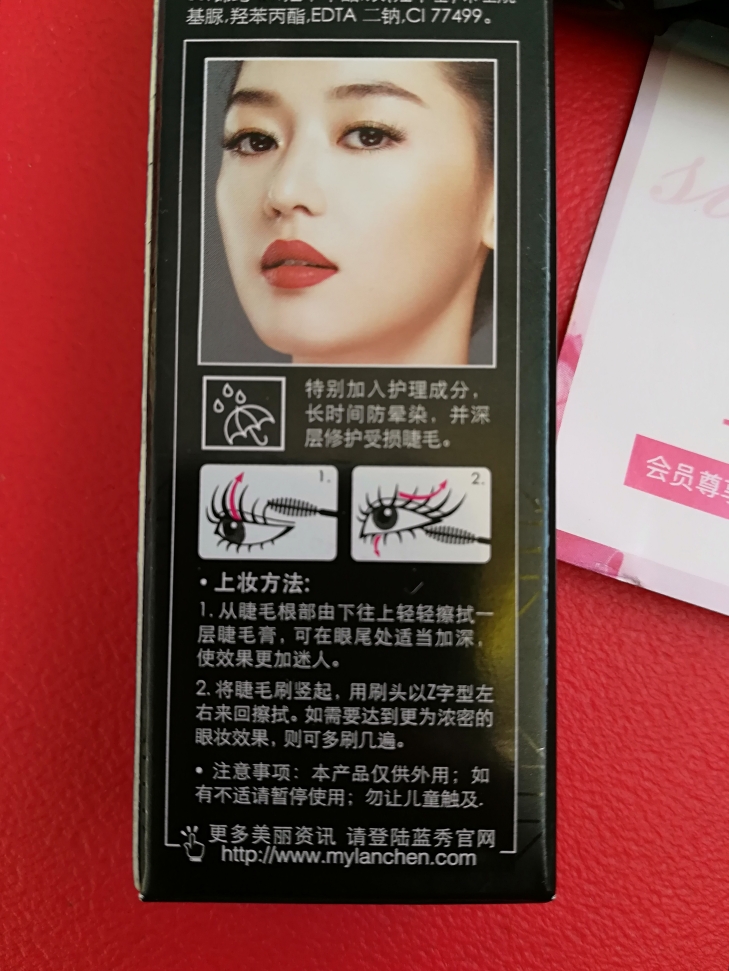 基脲,羟苯丙酯,EDTA 二钠,CI 77499。
特别加入护理成分，
长时间防晕染，并深
层修护受损睫毛。
1.
2.
• 上妆方法:
1. 从睫毛根部由下往上轻轻擦拭一
层睫毛膏，可在眼尾处适当加深，
使效果更加迷人。
2. 将睫毛刷竖起，用刷头以Z字型左
右来回擦拭。如需要达到更为浓密的
眼妆效果，则可多刷几遍。
• 注意事项：本产品仅供外用；如
有不适请暂停使用；勿让儿童触及.
更多美丽资讯 请登陆蓝秀官网
http://www.mylanchen.com
会员尊享